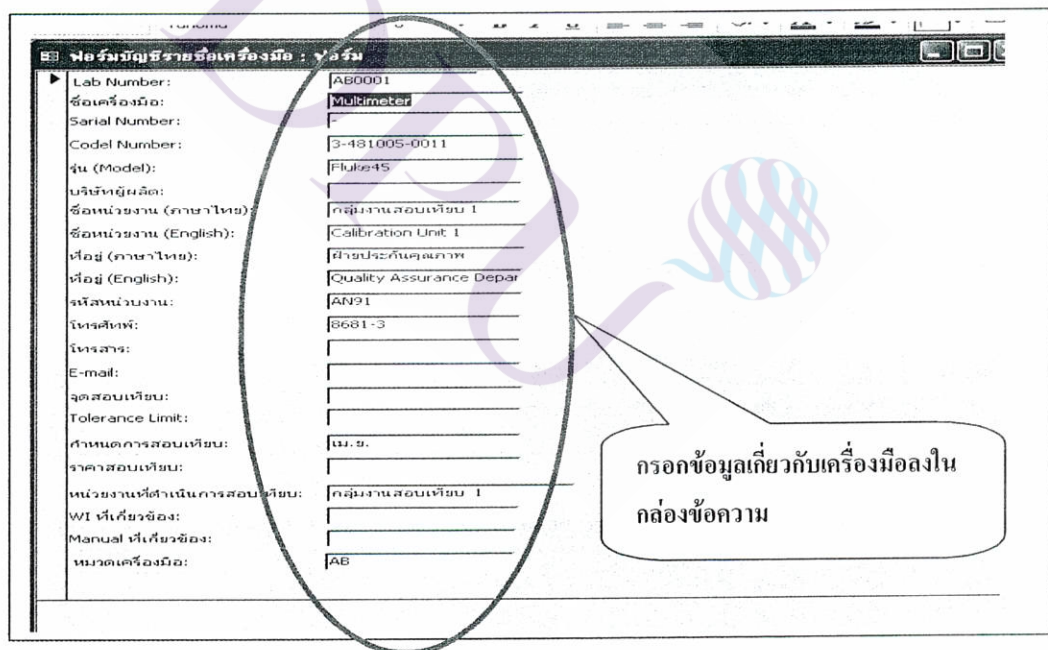 ฟอร์มบัญชีรายชื่อเครื่องมือ : ฟอร์ม
Lab Number: AB0001
ชื่อเครื่องมือ: Multimeter
Sarial Number: -
Codel Number: 3-481005-0011
รุ่น (Model): Fluke45
บริษัทผู้ผลิต:
ชื่อหน่วยงาน (ภาษาไทย): กลุ่มงานสอบเทียบ 1
ชื่อหน่วยงาน (English): Calibration Unit 1
ที่อยู่ (ภาษาไทย): ฝ่ายประกันคุณภาพ
ที่อยู่ (English): Quality Assurance Depar
รหัสหน่วบงาน: AN91
โทรศัทพ์: 8681-3
โทรสาร:
E-mail:
จุดสอบเทียบ:
Tolerance Limit:
กำหนดการสอบเทียบ: เม.ย.
ราคาสอบเทียบ:
หน่วยงานที่ดำเนินการสอบเทียบ: กลุ่มงานสอบเทียบ 1
WI ที่เกี่ยวข้อง:
Manual ที่เกี่ยวข้อง:
หมวดเครื่องมือ: AB
กรอกข้อมูลเกี่ยวกับเครื่องมือลงใน
กล่องข้อความ